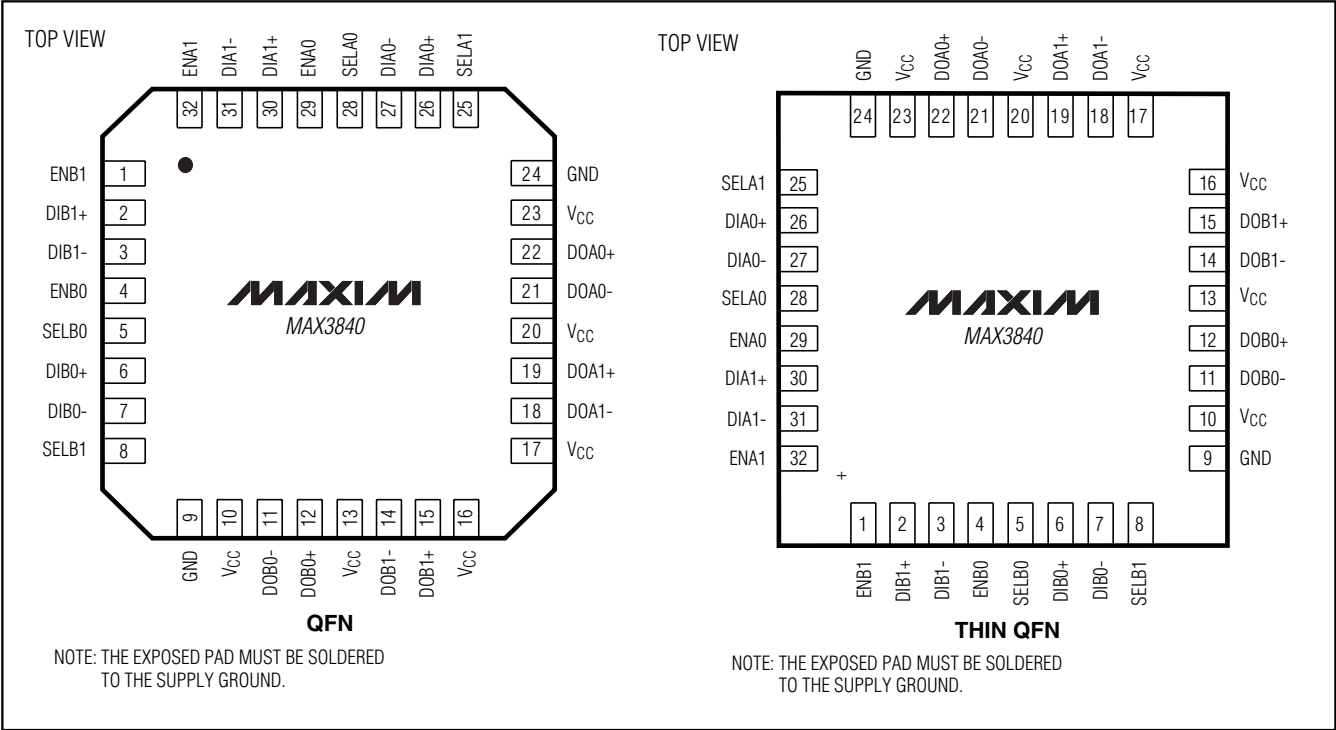 TOP VIEW
ENA1 DIA1- DIA1+ ENA0 SELA0 DIA0- DIA0+ SELA1
32 31 30 29 28 27 26 25
ENB1 1
DIB1+ 2
DIB1- 3
ENB0 4
SELB0 5
DIB0+ 6
DIB0- 7
SELB1 8
MAXIM
MAX3840
24 GND
23 VCC
22 DOA0+
21 DOA0-
20 VCC
19 DOA1+
18 DOA1-
17 VCC
9 10 11 12 13 14 15 16
GND VCC DOB0- DOB0+ VCC DOB1- DOB1+ VCC
QFN
NOTE: THE EXPOSED PAD MUST BE SOLDERED
TO THE SUPPLY GROUND.
TOP VIEW
GND VCC DOA0+ DOA0- VCC DOA1+ DOA1- VCC
24 23 22 21 20 19 18 17
SELA1 25
DIA0+ 26
DIA0- 27
SELA0 28
ENA0 29
DIA1+ 30
DIA1- 31
ENA1 32
MAXIM
MAX3840
16 VCC
15 DOB1+
14 DOB1-
13 VCC
12 DOB0+
11 DOB0-
10 VCC
9 GND
+
1 2 3 4 5 6 7 8
ENB1 DIB1+ DIB1- ENB0 SELB0 DIB0+ DIB0- SELB1
THIN QFN
NOTE: THE EXPOSED PAD MUST BE SOLDERED
TO THE SUPPLY GROUND.